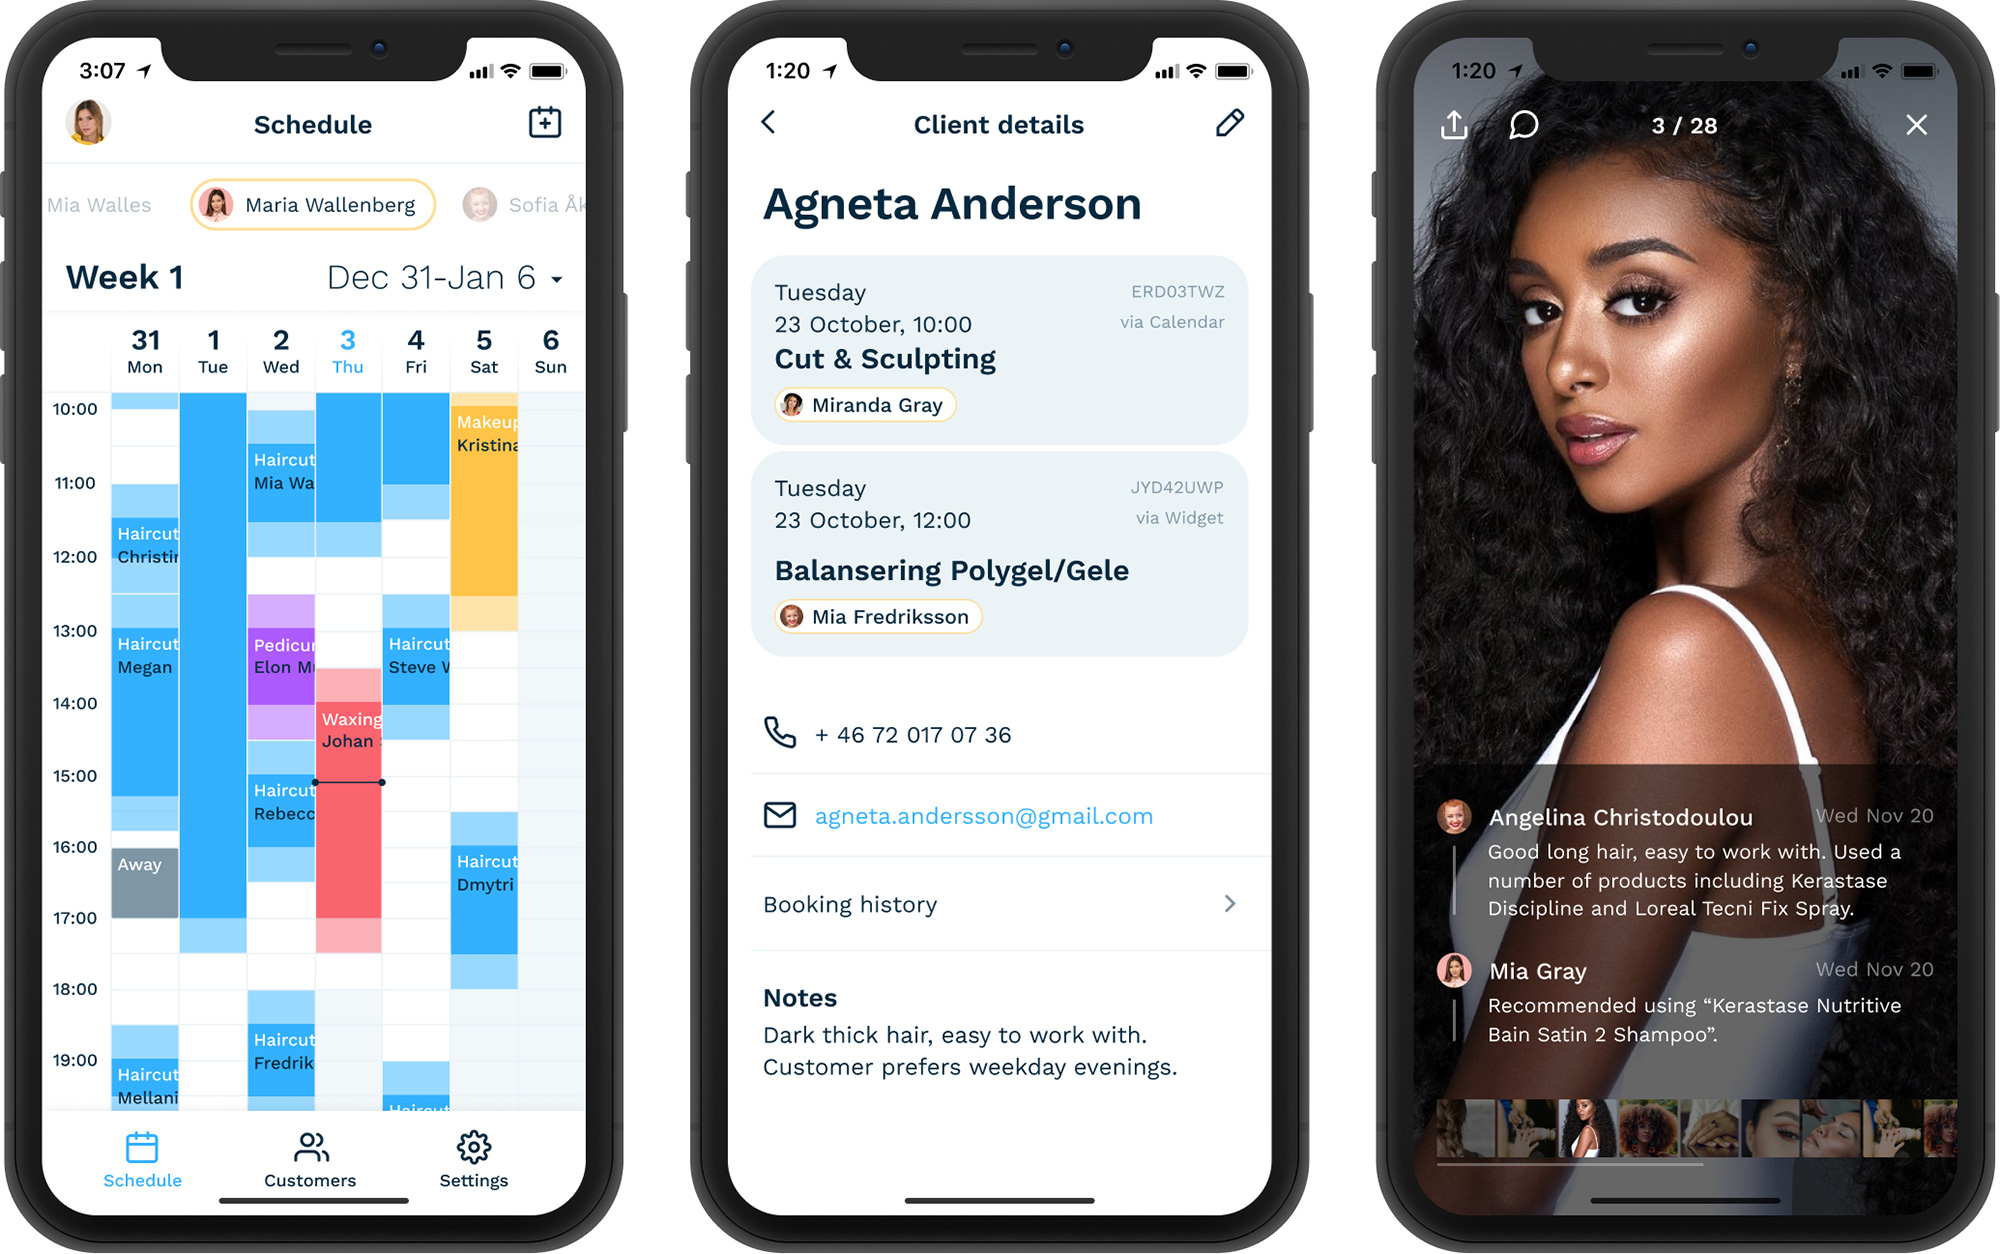 3:07
Schedule
Mia Walles
Maria Wallenberg
Sofia Åk
Week 1
Dec 31-Jan 6
31 1 2 3 4 5 6
Mon Tue Wed Thu Fri Sat Sun
10:00
11:00
12:00
13:00
14:00
15:00
16:00
17:00
18:00
19:00
Haircut
Christin
Haircut
Megan
Away
Haircut
Mellani
Haircut
Mia Wa
Pedicur
Elon M
Haircut
Rebecc
Haircut
Fredrik
Waxing
Johan
Haircut
Steve W
Haircut
Makeup
Kristina
Haircut
Dmytri
Schedule
Customers
Settings
1:20
Client details
Agneta Anderson
Tuesday
ERD03TWZ
23 October, 10:00
via Calendar
Cut & Sculpting
Miranda Gray
Tuesday
JYD42UWP
23 October, 12:00
via Widget
Balansering Polygel/Gele
Mia Fredriksson
+ 46 72 017 07 36
agneta.andersson@gmail.com
Booking history
Notes
Dark thick hair, easy to work with.
Customer prefers weekday evenings.
1:20
3 / 28
Angelina Christodoulou
Wed Nov 20
Good long hair, easy to work with. Used a
number of products including Kerastase
Discipline and Loreal Tecni Fix Spray.
Mia Gray
Wed Nov 20
Recommended using “Kerastase Nutritive
Bain Satin 2 Shampoo”.